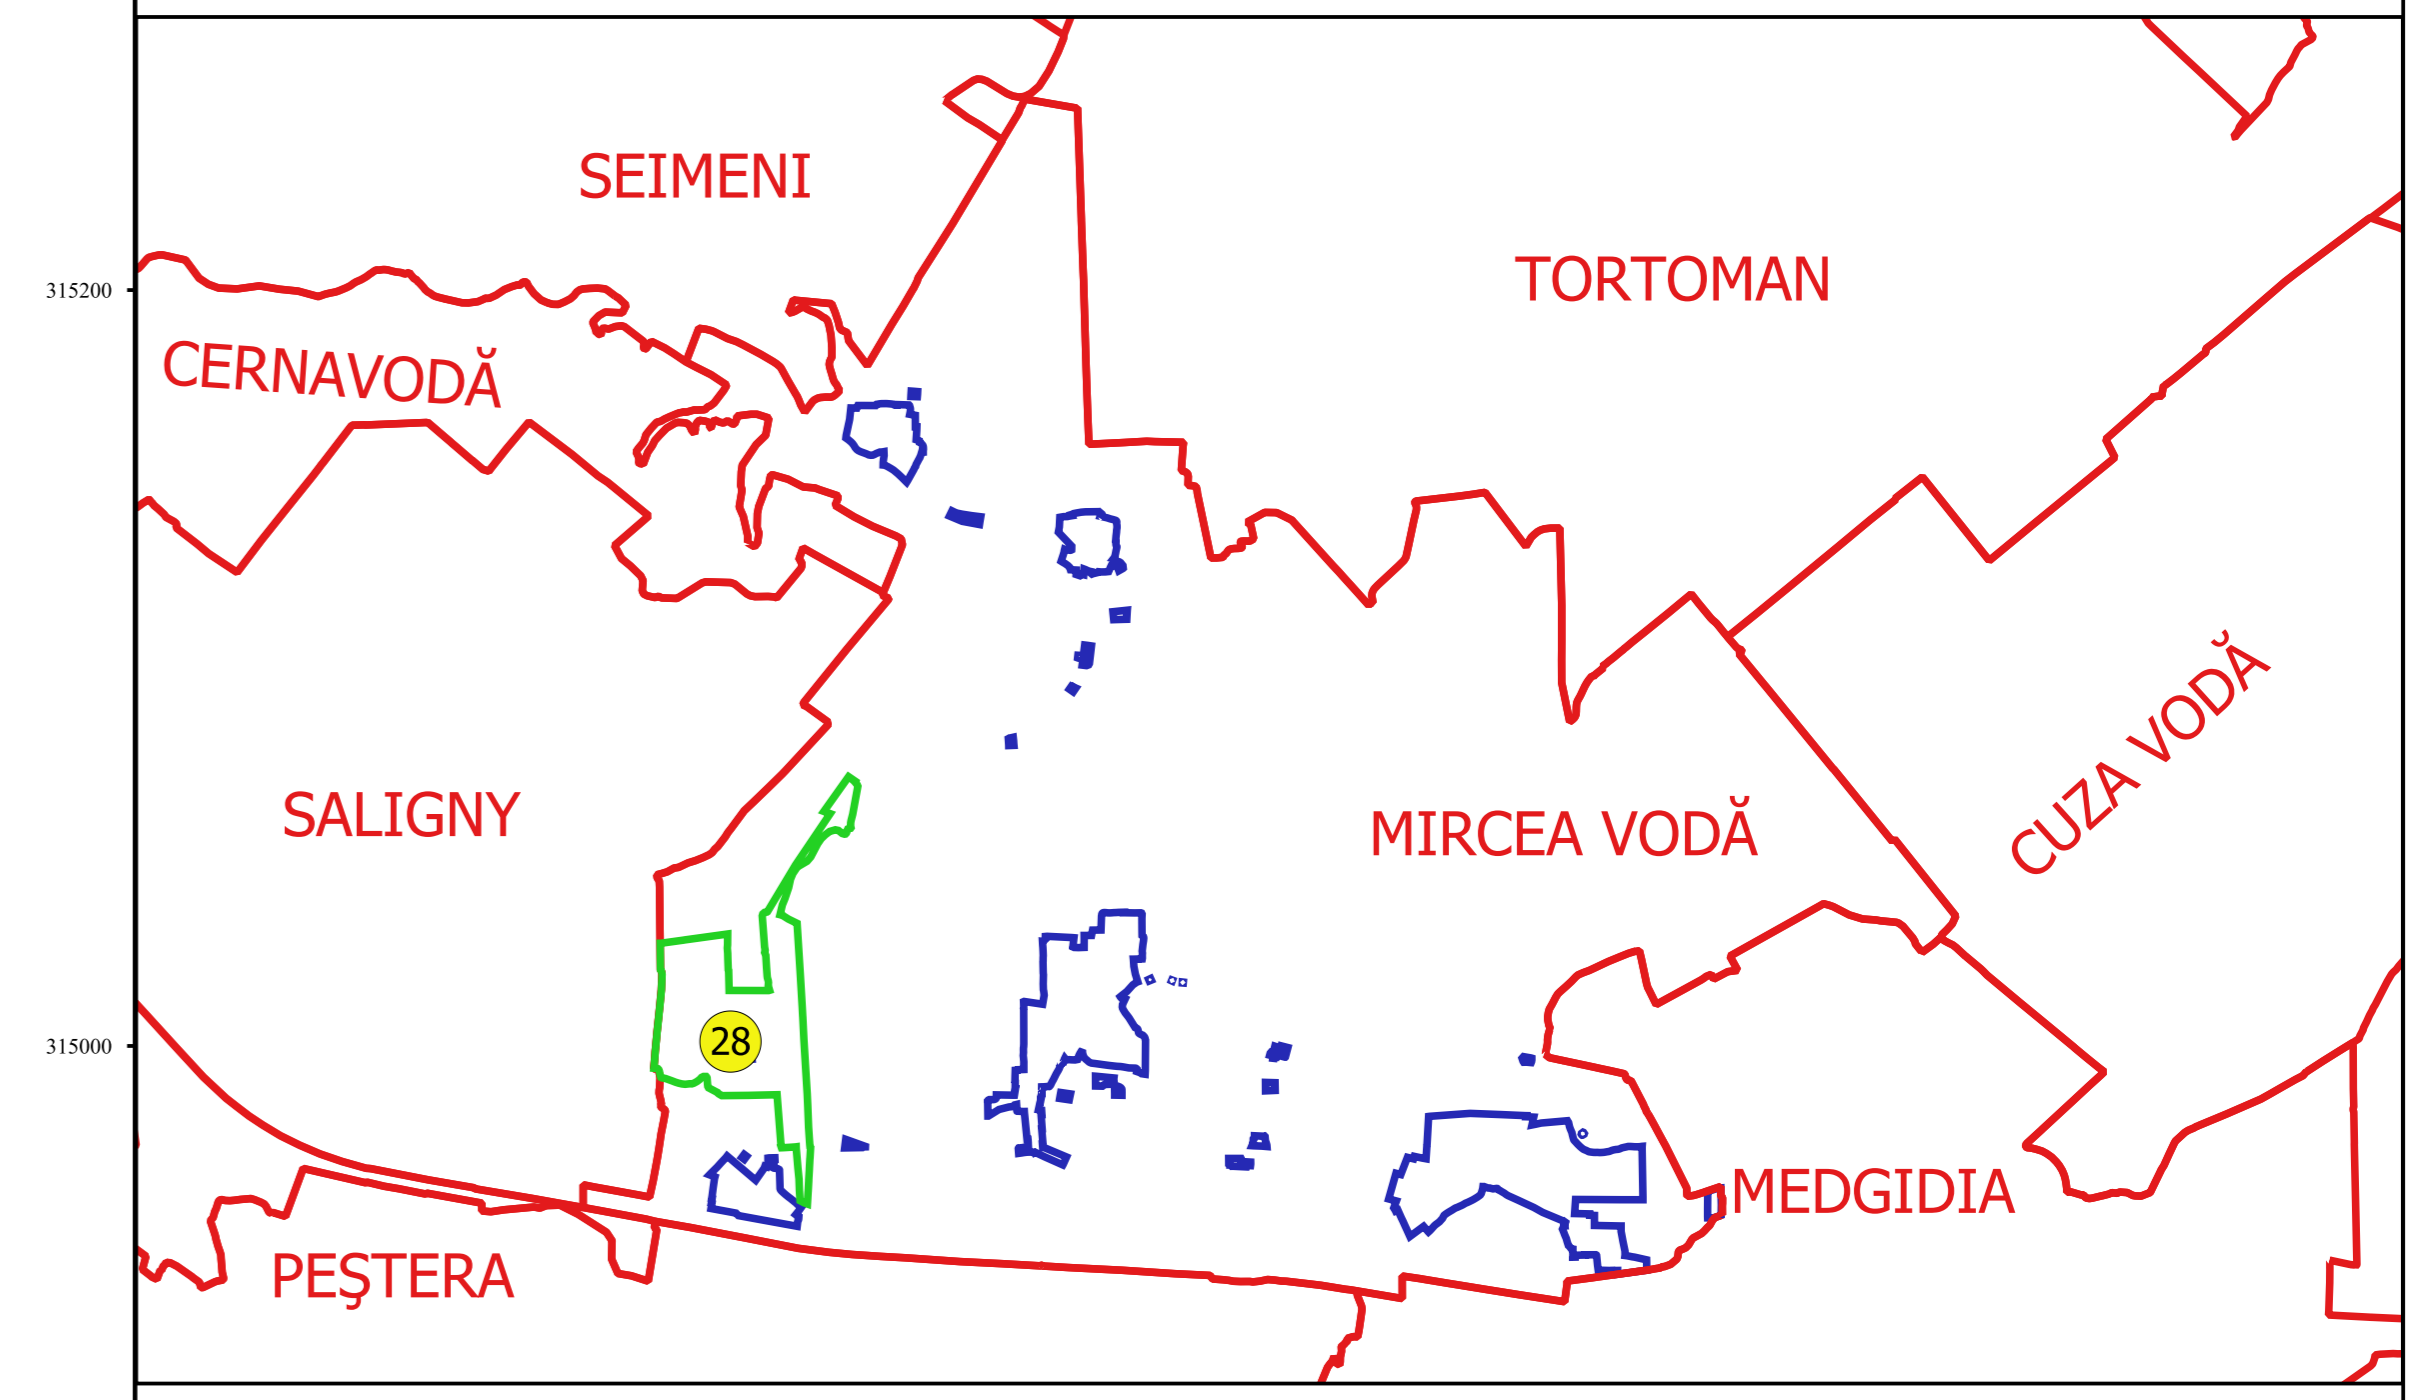 SEIMENI
TORTOMAN
315200
CERNAVODĂ
CUZA VODĂ
SALIGNY
MIRCEA VODĂ
28
315000
MEDGIDIA
PEŞTERA